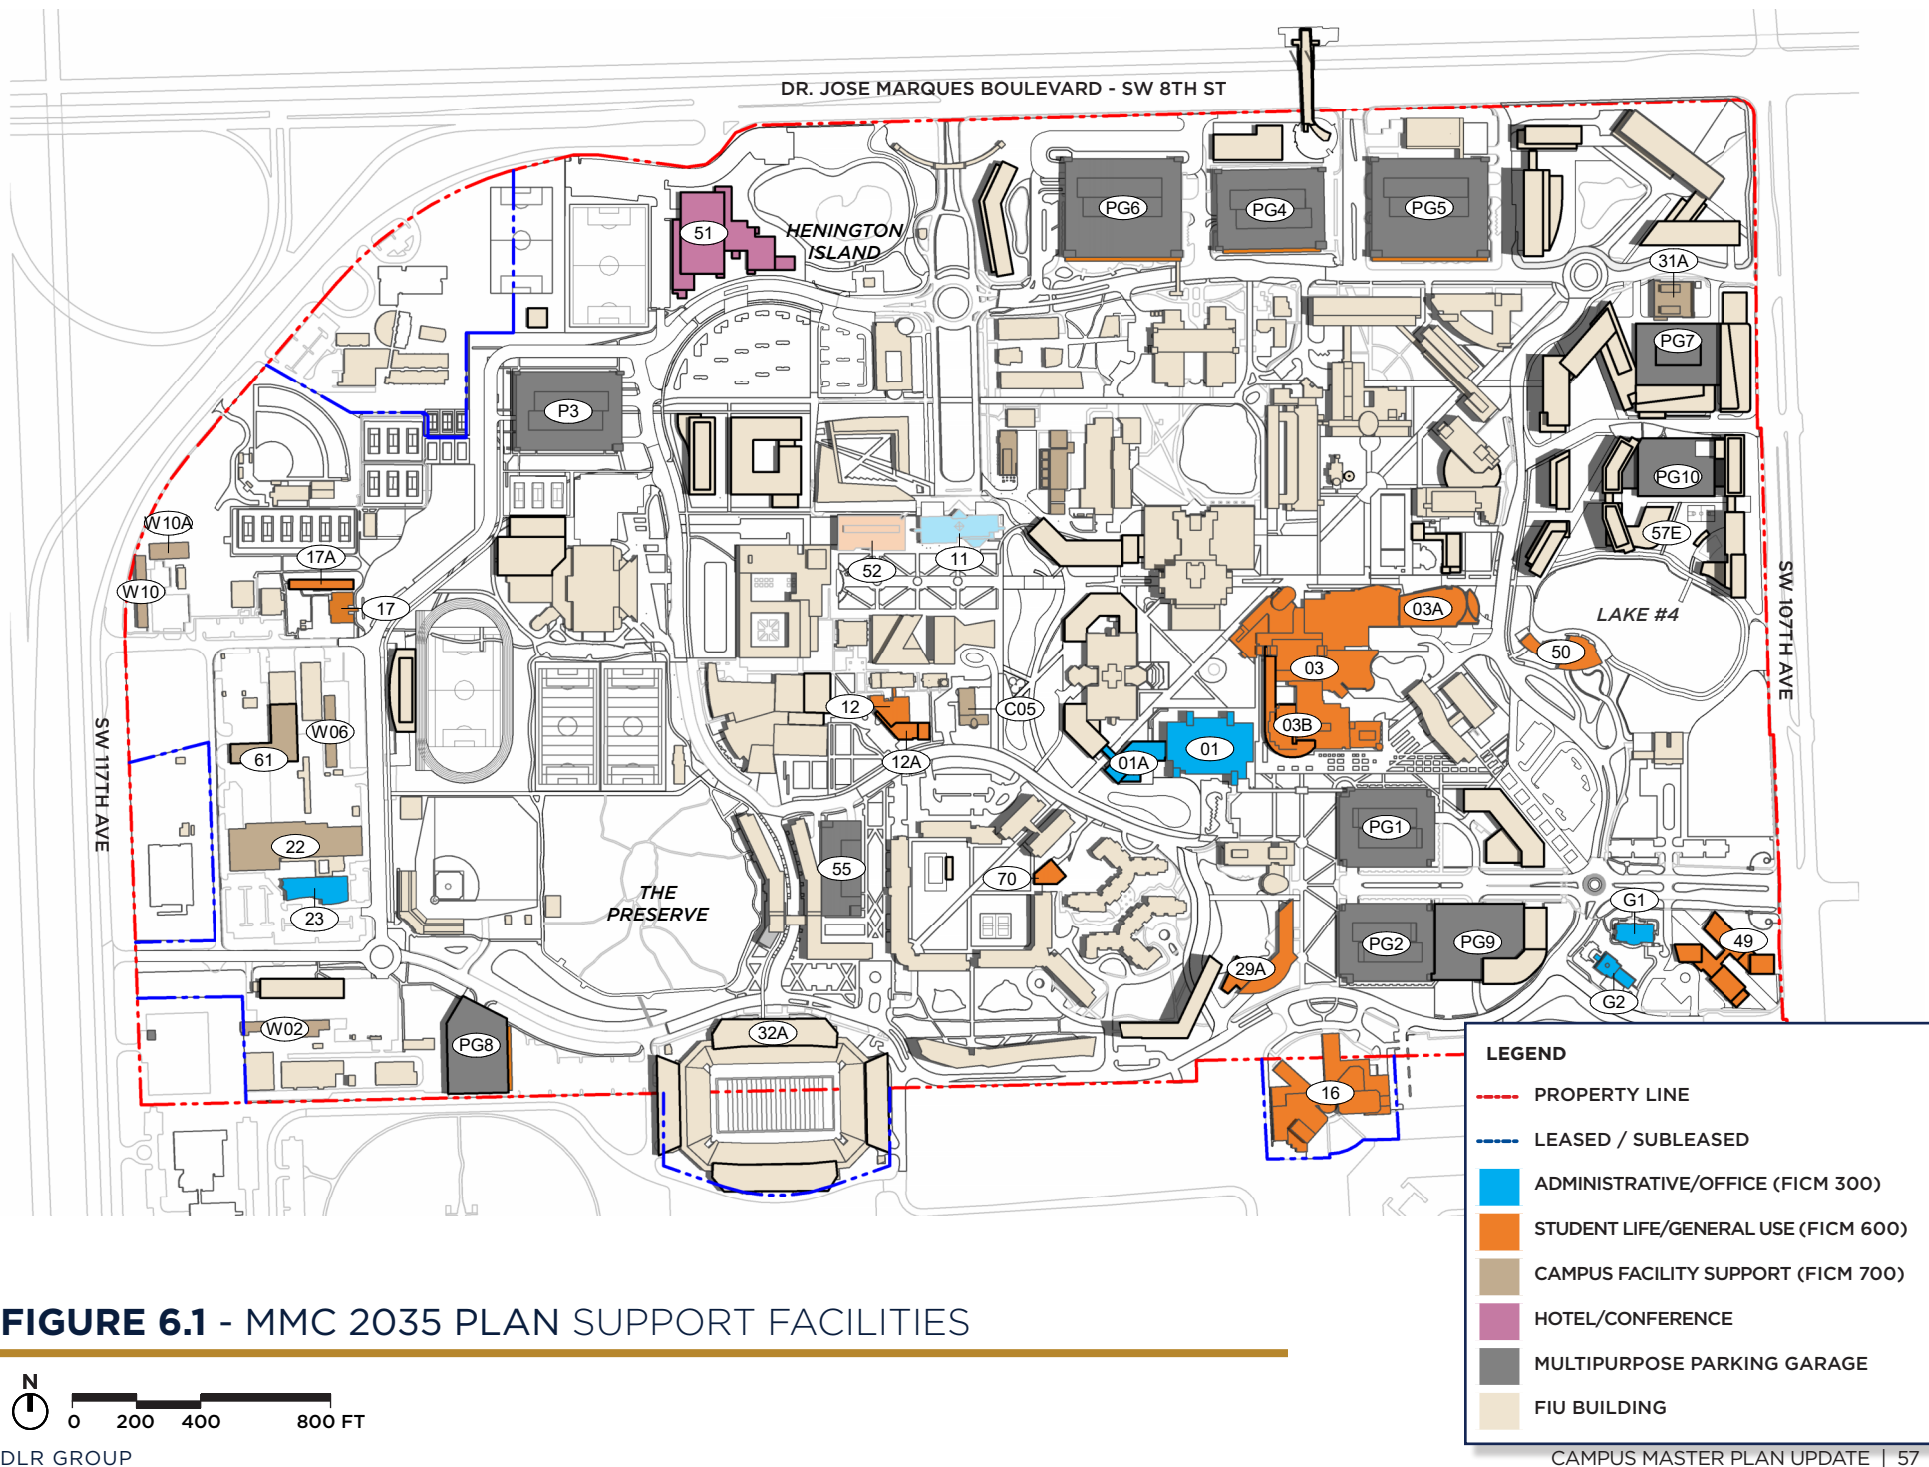 DR. JOSE MARQUES BOULEVARD - SW 8TH ST
PG6
PG4
PG5
51
HENINGTON
ISLAND
31A
PG7
P3
PG10
W10A
57E
17A
52
11
W10
17
03A
LAKE #4
SW 107TH AVE
50
03
12
C05
03B
W06
SW 117TH AVE
61
12A
01A
01
PG1
22
55
70
THE
PRESERVE
23
G1
PG2
PG9
49
29A
G2
W02
32A
PG8
16
LEGEND
PROPERTY LINE
LEASED / SUBLEASED
ADMINISTRATIVE/OFFICE (FICM 300)
STUDENT LIFE/GENERAL USE (FICM 600)
CAMPUS FACILITY SUPPORT (FICM 700)
HOTEL/CONFERENCE
MULTIPURPOSE PARKING GARAGE
FIU BUILDING
FIGURE 6.1 - MMC 2035 PLAN SUPPORT FACILITIES
N
0 200 400 800 FT
DLR GROUP
CAMPUS MASTER PLAN UPDATE | 57